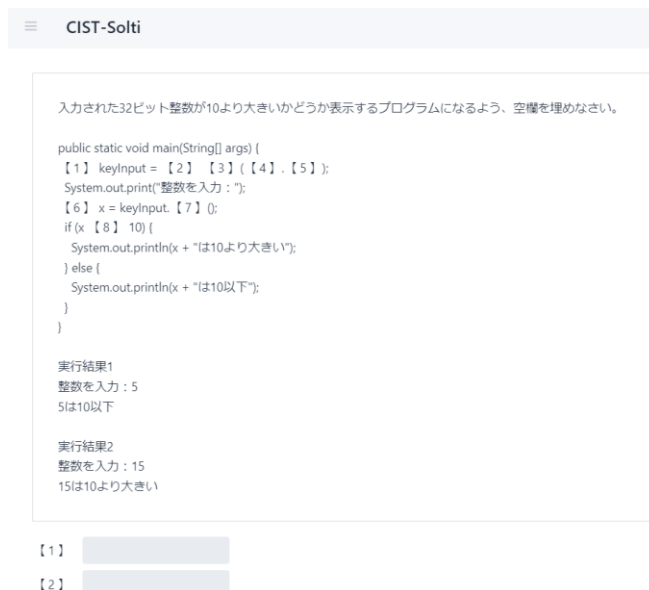 CIST-Solti
入力された32ビット整数が10より大きいかどうか表示するプログラムになるよう、空欄を埋めなさい。
public static void main(String[] args) {
【1】 keyInput = 【2】 【3】(【4】.【5】);
System.out.print("整数を入力：");
【6】 x = keyInput.【7】();
if (x 【8】 10) {
System.out.println(x + "は10より大きい");
} else {
System.out.println(x + "は10以下");
}
}
実行結果1
整数を入力：5
5は10以下
実行結果2
整数を入力：15
15は10より大きい
【1】
【2】